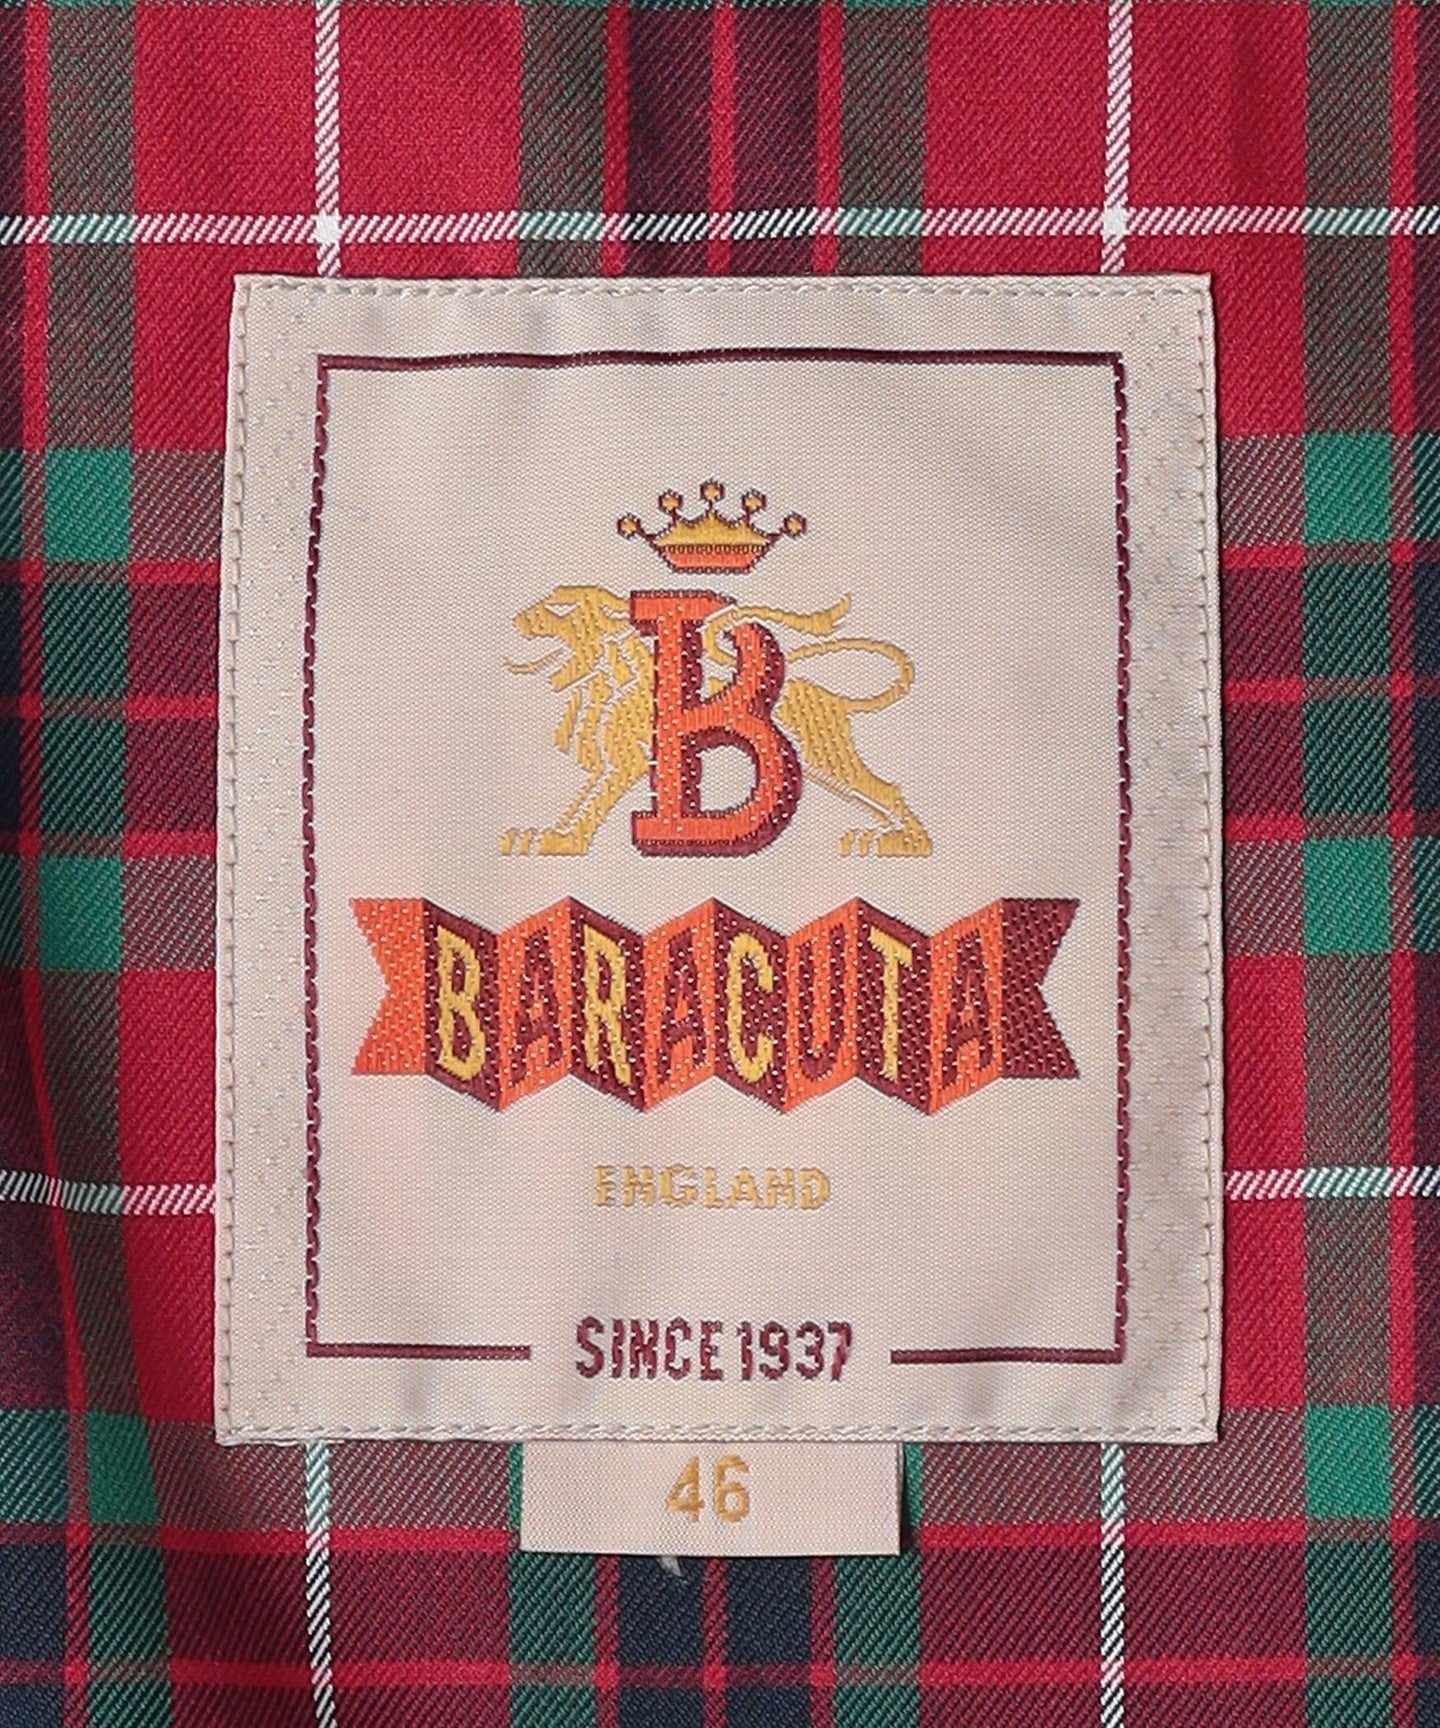 B
BARACUTA
ENGLAND
SINCE 1937
46